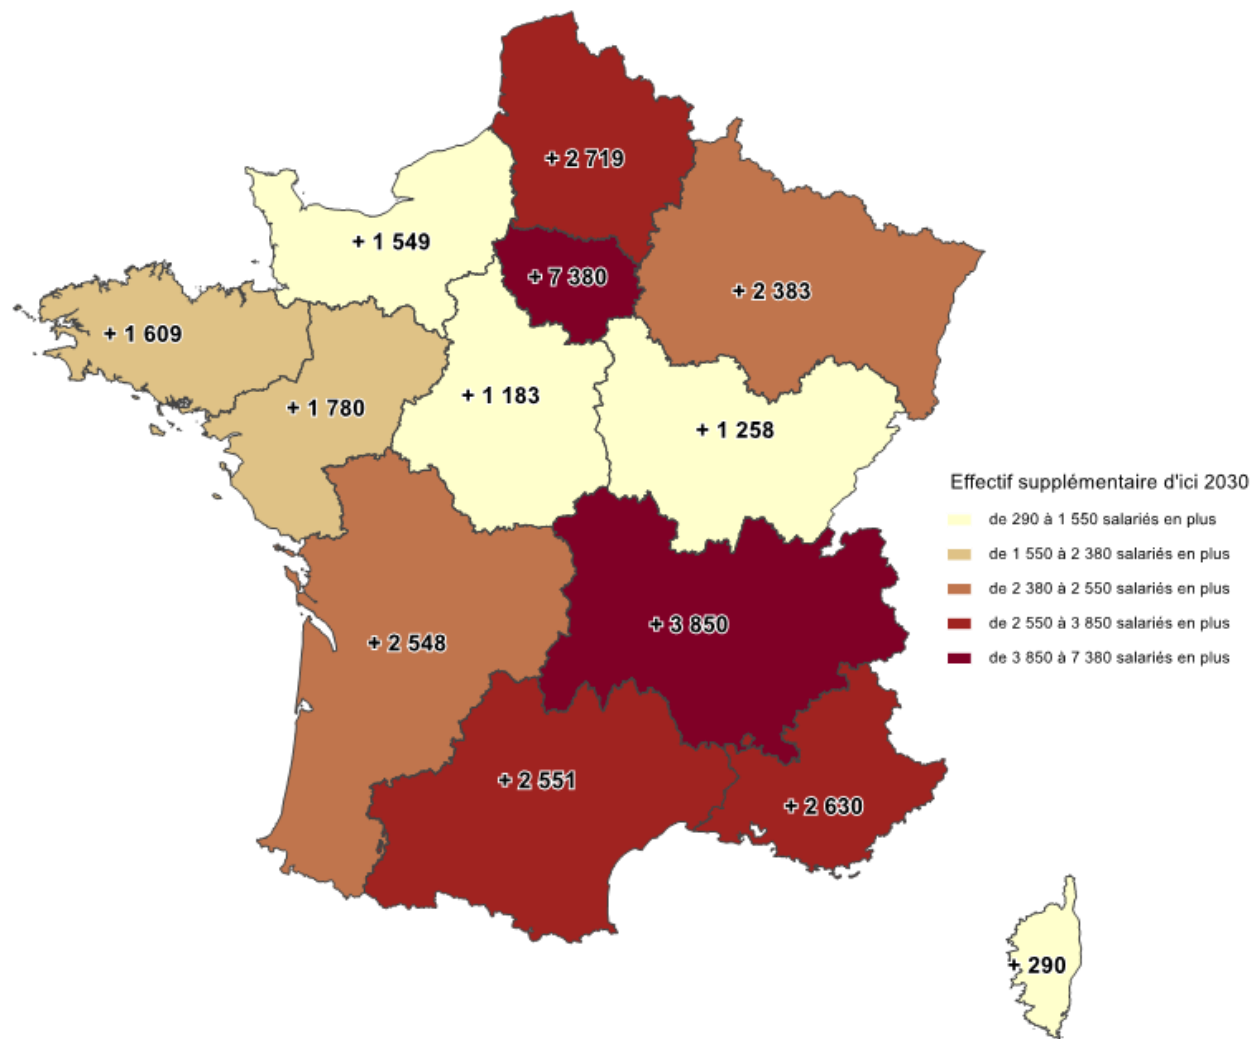 + 2 719
+ 1 549
+ 7 380
+ 2 383
+ 1 609
+ 1 780
+ 1 183
+ 1 258
Effectif supplémentaire d'ici 2030
de 290 à 1 550 salariés en plus
de 1 550 à 2 380 salariés en plus
de 2 380 à 2 550 salariés en plus
de 2 550 à 3 850 salariés en plus
de 3 850 à 7 380 salariés en plus
+ 3 850
+ 2 548
+ 2 551
+ 2 630
+ 290